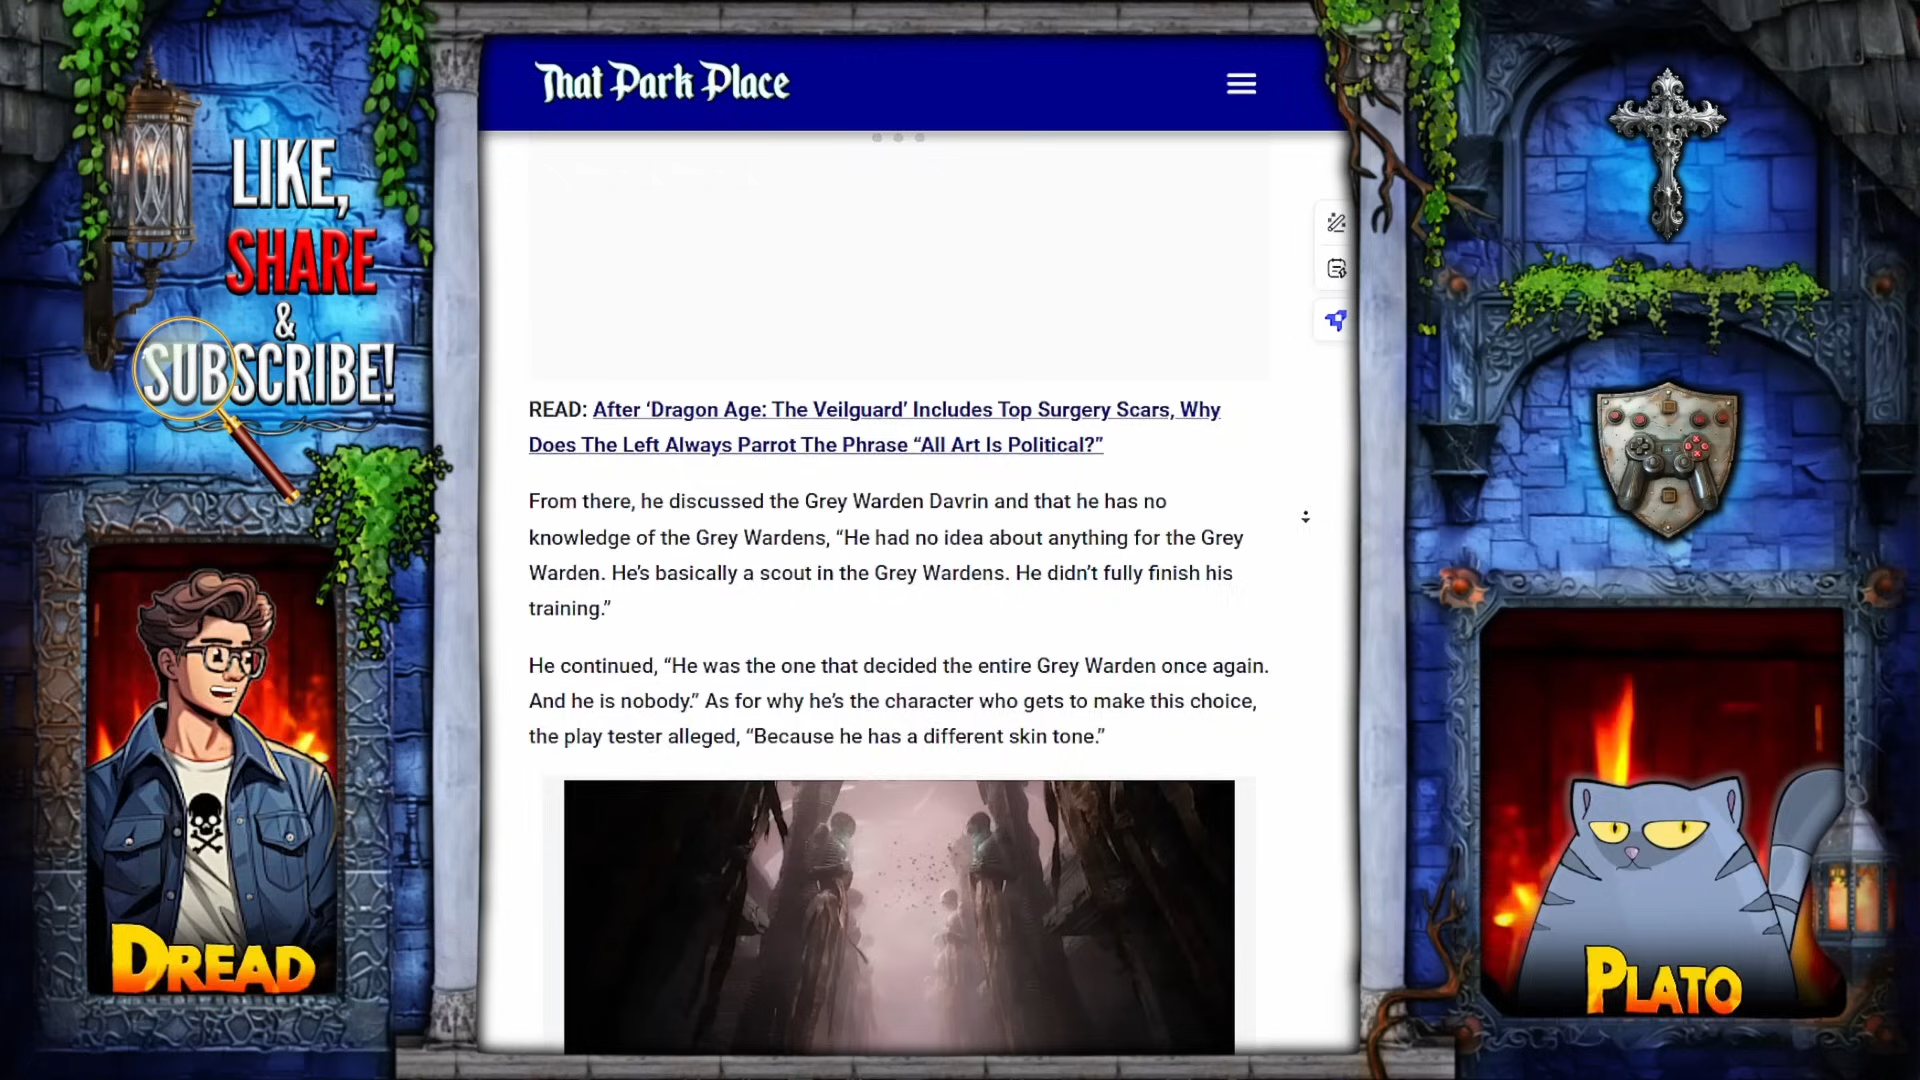 LIKE,
SHARE
&
SUBSCRIBE!
DREAD
That Park Place
READ: After ‘Dragon Age: The Veilguard’ Includes Top Surgery Scars, Why
Does The Left Always Parrot The Phrase “All Art Is Political?”
From there, he discussed the Grey Warden Davrin and that he has no
knowledge of the Grey Wardens, “He had no idea about anything for the Grey
Warden. He’s basically a scout in the Grey Wardens. He didn’t fully finish his
training.”
He continued, “He was the one that decided the entire Grey Warden once again.
And he is nobody.” As for why he’s the character who gets to make this choice,
the play tester alleged, “Because he has a different skin tone.”
PLATO